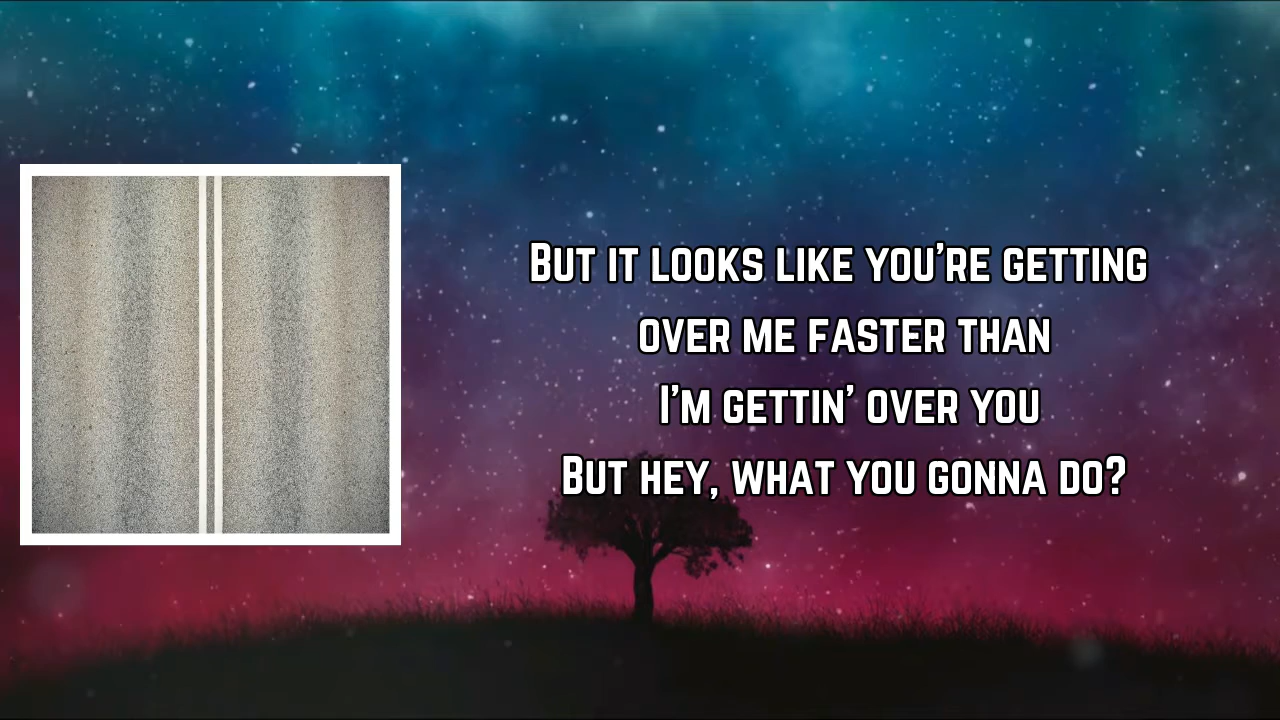 But it looks like you're getting
over me faster than
I'm gettin' over you
But hey, what you gonna do?